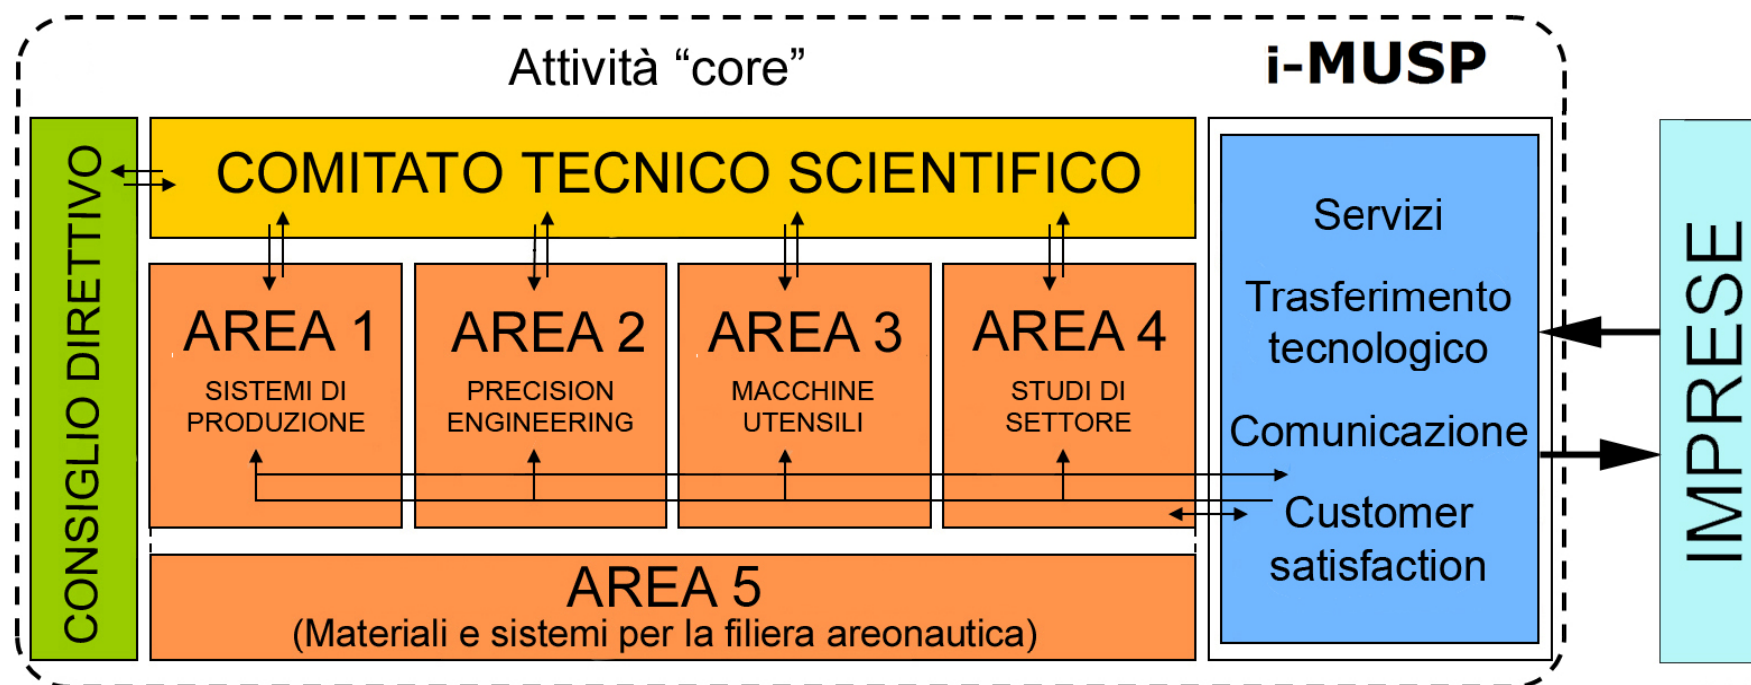 Attività “core”
i-MUSP
CONSIGLIO DIRETTIVO
COMITATO TECNICO SCIENTIFICO
AREA 1
SISTEMI DI
PRODUZIONE
AREA 2
PRECISION
ENGINEERING
AREA 3
MACCHINE
UTENSILI
AREA 4
STUDI DI
SETTORE
AREA 5
(Materiali e sistemi per la filiera areonautica)
Servizi
Trasferimento
tecnologico
Comunicazione
Customer
satisfaction
IMPRESE